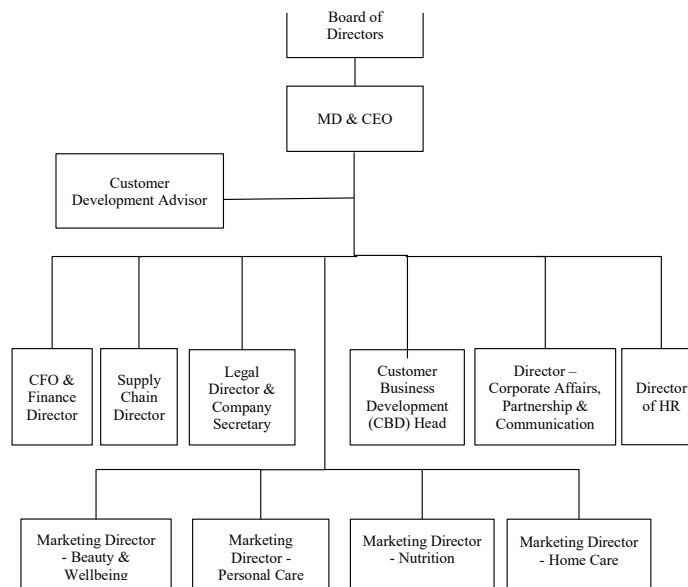 Board of
Directors
MD & CEO
Customer
Development Advisor
CFO &
Finance
Director
Supply
Chain
Director
Legal
Director &
Company
Secretary
Customer
Business
Development
(CBD) Head
Director –
Corporate Affairs,
Partnership &
Communication
Director
of HR
Marketing Director
- Beauty &
Wellbeing
Marketing
Director -
Personal Care
Marketing Director
- Nutrition
Marketing Director
- Home Care